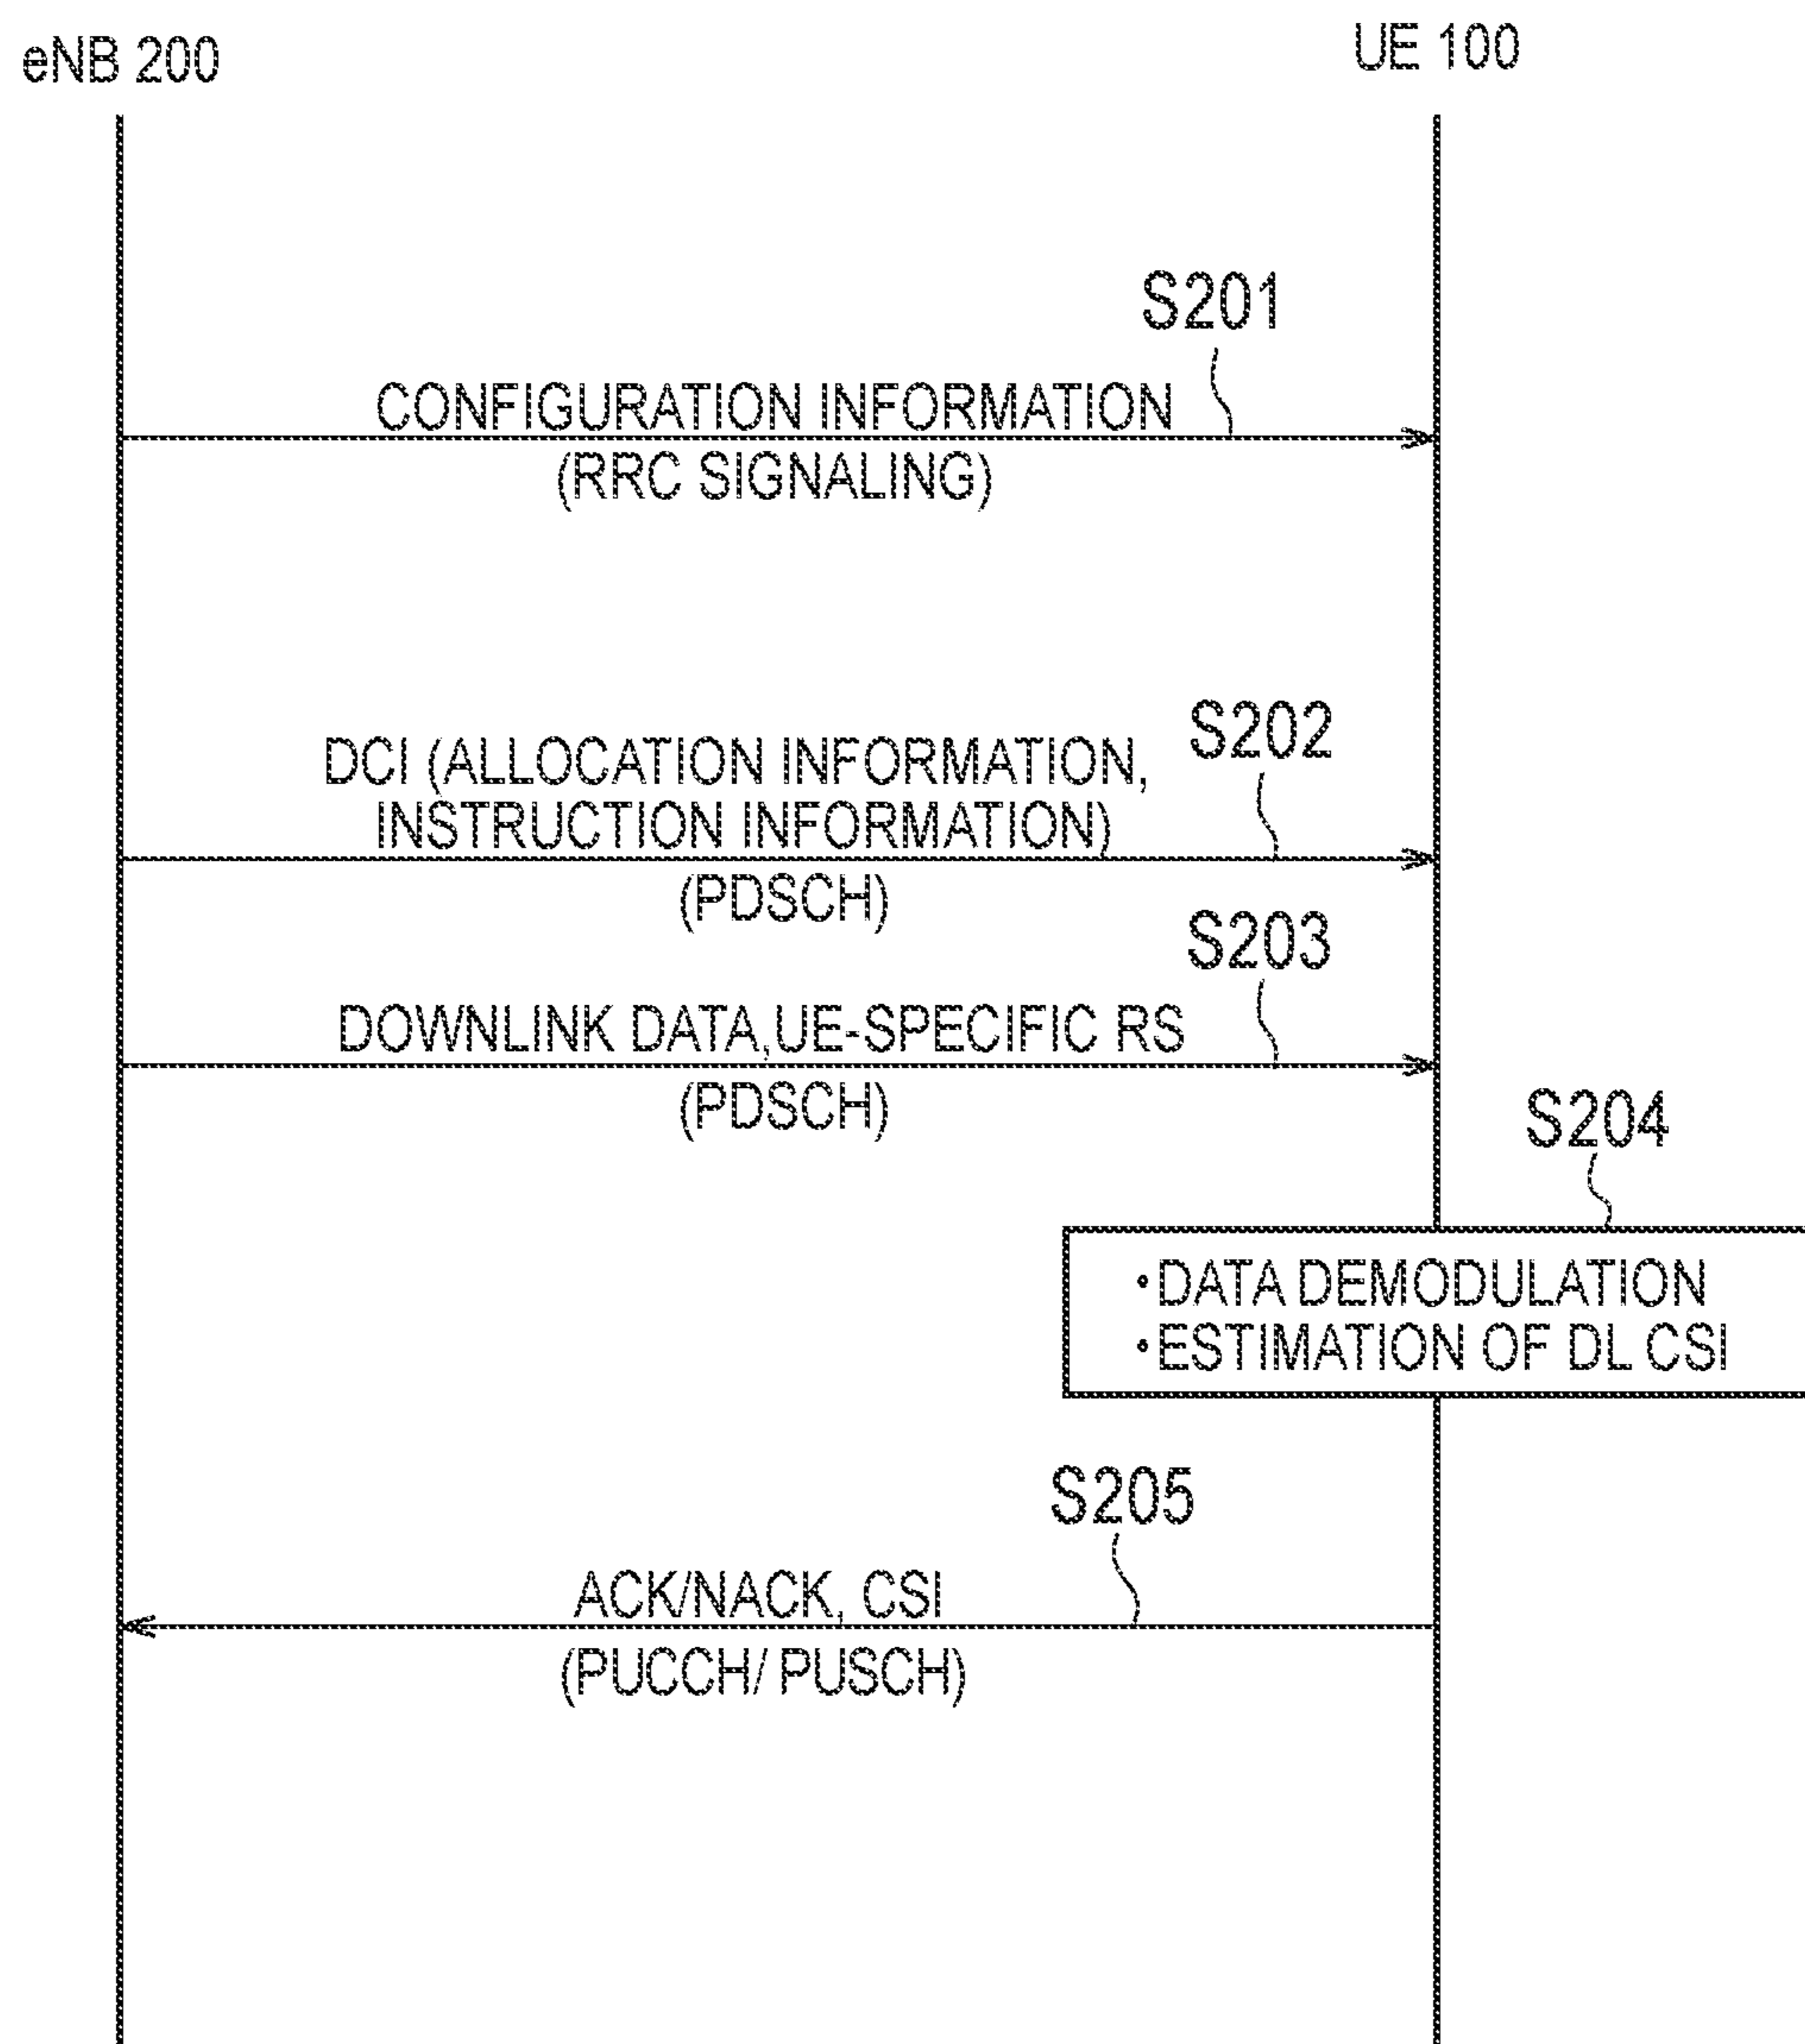 eNB 200
UE 100
S201
CONFIGURATION INFORMATION
(RRC SIGNALING)
S202
DCI (ALLOCATION INFORMATION,
INSTRUCTION INFORMATION)
(PDSCH)
S203
DOWNLINK DATA,UE-SPECIFIC RS
(PDSCH)
S204
・DATA DEMODULATION
・ESTIMATION OF DL CSI
S205
ACK/NACK, CSI
(PUCCH/ PUSCH)